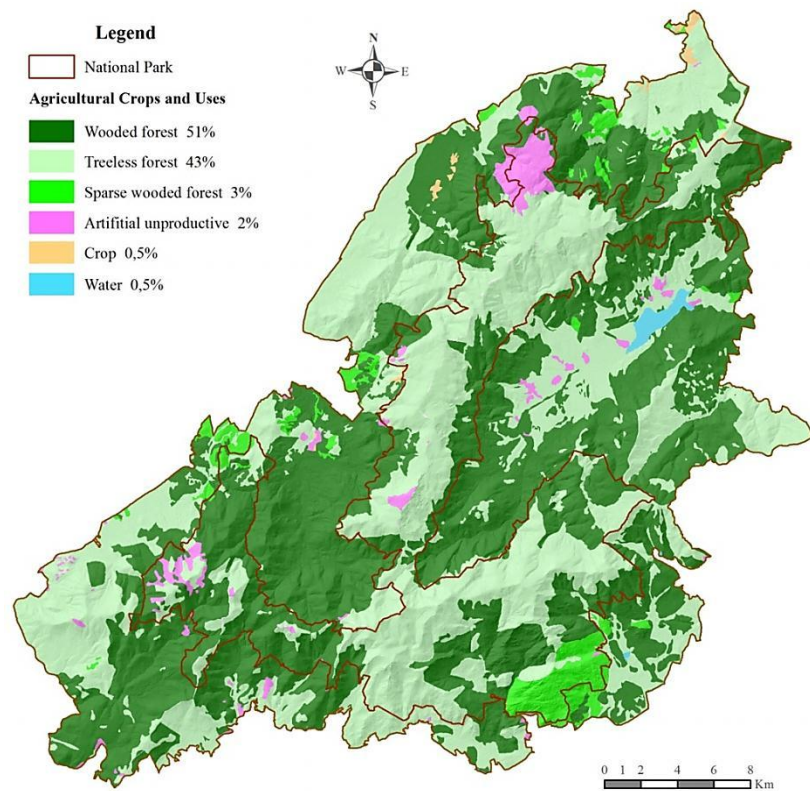 Legend
National Park
Agricultural Crops and Uses
Wooded forest 51%
Treeless forest 43%
Sparse wooded forest 3%
Artifitial unproductive 2%
Crop 0,5%
Water 0,5%
N
W E
S
0 1 2 4 6 8
Km